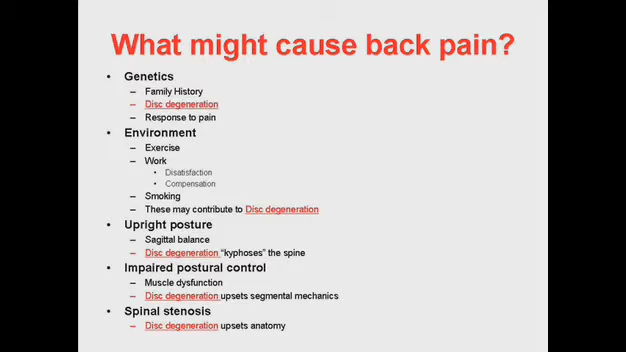 What might cause back pain?
• Genetics
– Family History
– Disc degeneration
– Response to pain
• Environment
– Exercise
– Work
• Disatisfaction
• Compensation
– Smoking
– These may contribute to Disc degeneration
• Upright posture
– Sagittal balance
– Disc degeneration “kyphoses” the spine
• Impaired postural control
– Muscle dysfunction
– Disc degeneration upsets segmental mechanics
• Spinal stenosis
– Disc degeneration upsets anatomy